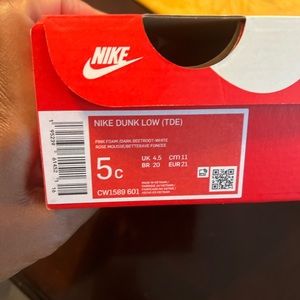 NIKE
NIKE DUNK LOW (TDE)
PINK FOAM /DARK BEETROOT-WHITE
ROSE MOUSSE/BETTERAVE FONCEE
5C
UK 4.5 CM 11
BR 20 EUR 21
CW1589 601